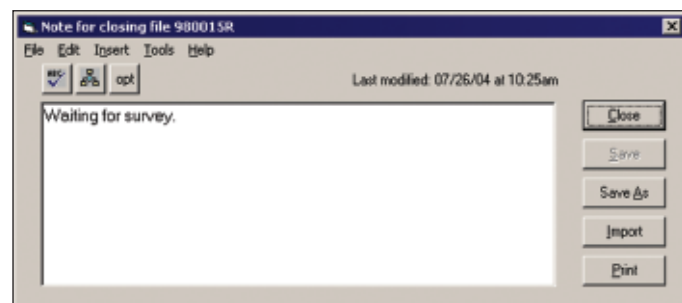 Note for closing file 980015R
File Edit Insert Tools Help
ABC opt Last modified: 07/26/04 at 10:25am
Waiting for survey.
Close
Save
Save As
Import
Print